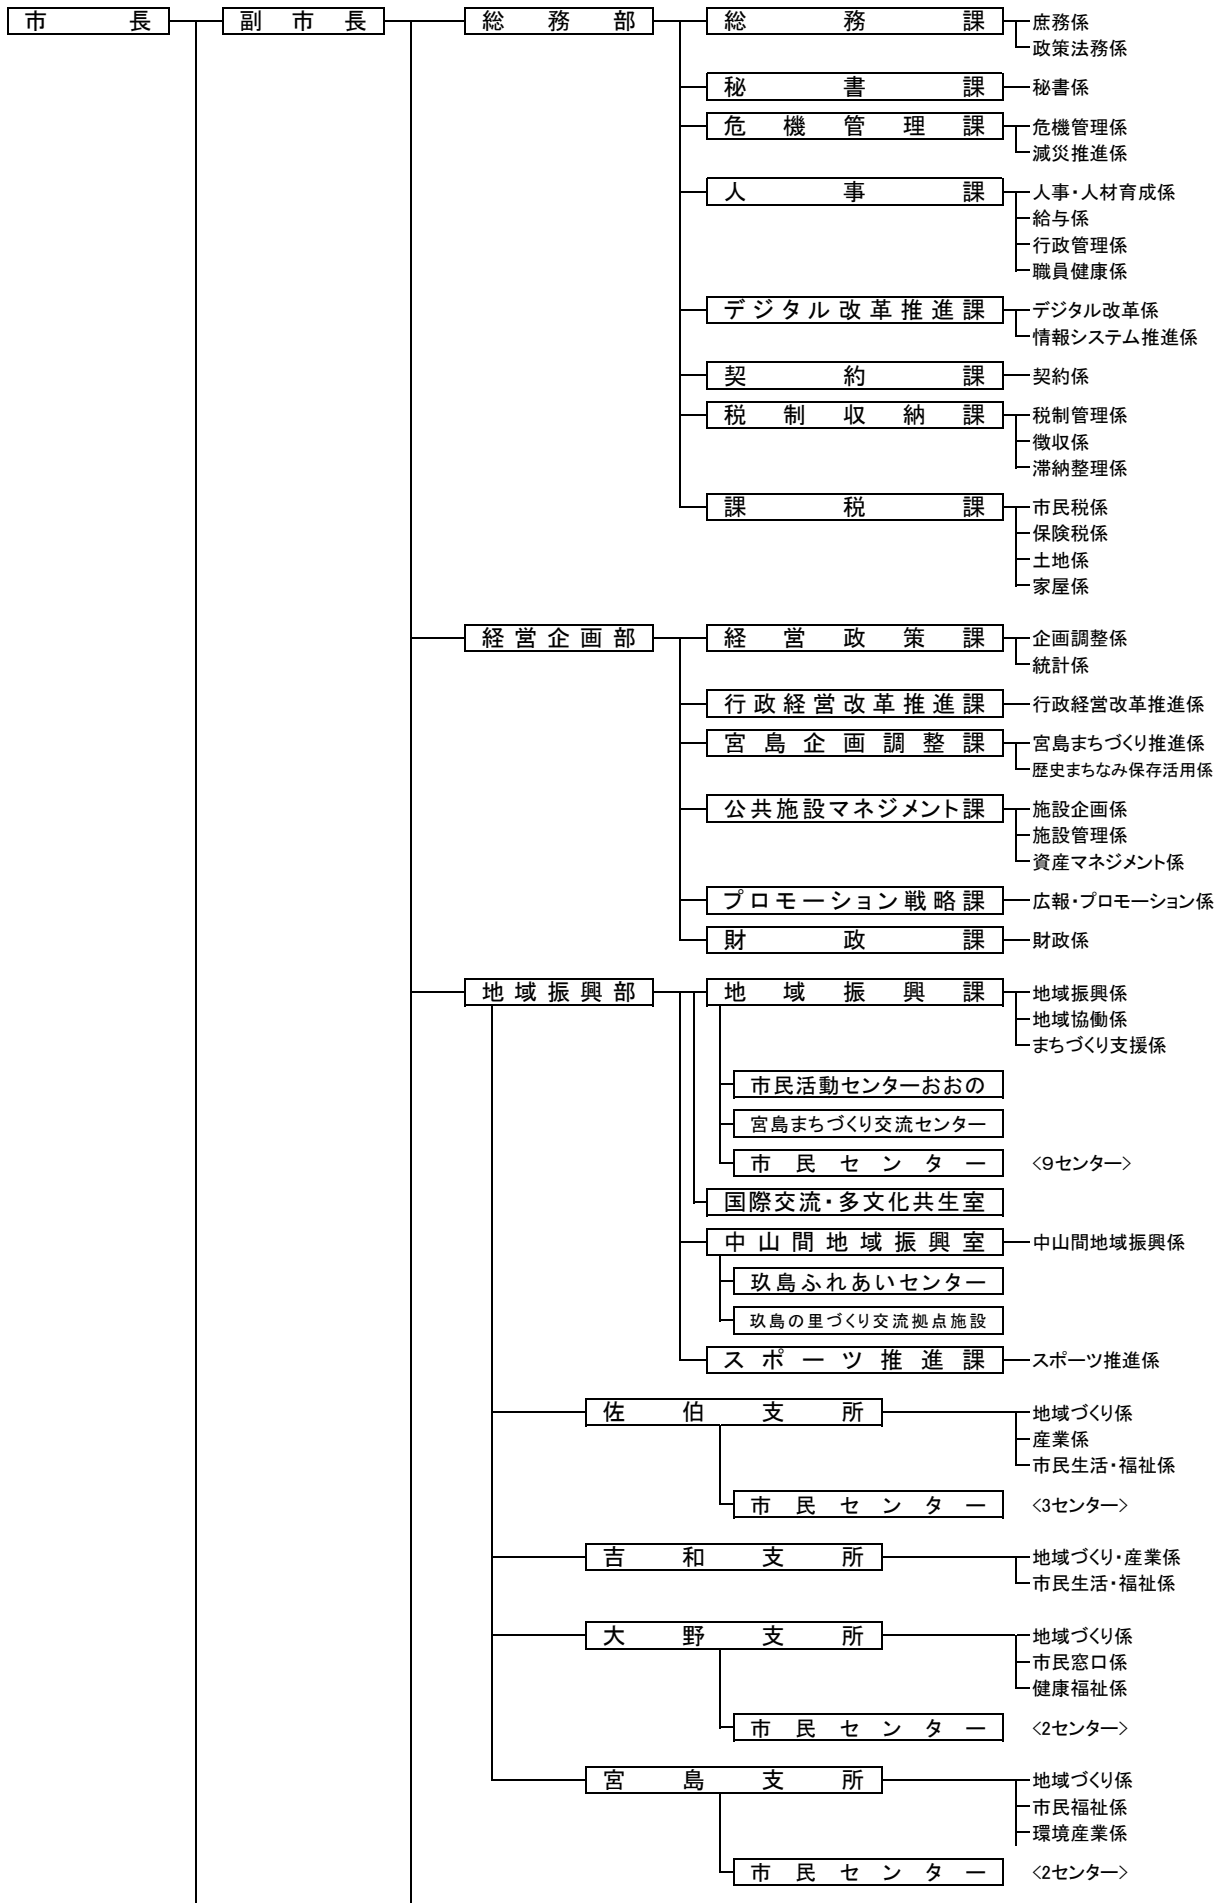 市長 副市長 総務部 総務課 庶務係
政策法務係
秘書課 秘書係
危機管理課 危機管理係
減災推進係
人事課 人事・人材育成係
給与係
行政管理係
職員健康係
デジタル改革推進課 デジタル改革係
情報システム推進係
契約課 契約係
税制収納課 税制管理係
徴収係
滞納整理係
課税課 市民税係
保険税係
土地係
家屋係
経営企画部 経営政策課 企画調整係
統計係
行政経営改革推進課 行政経営改革推進係
宮島企画調整課 宮島まちづくり推進係
歴史まちなみ保存活用係
公共施設マネジメント課 施設企画係
施設管理係
資産マネジメント係
プロモーション戦略課 広報・プロモーション係
財政課 財政係
地域振興部 地域振興課 地域振興係
地域協働係
まちづくり支援係
市民活動センターおおの
宮島まちづくり交流センター
市民センター <9センター>
国際交流・多文化共生室
中山間地域振興室 中山間地域振興係
玖島ふれあいセンター
玖島の里づくり交流拠点施設
スポーツ推進課 スポーツ推進係
佐伯支所 地域づくり係
産業係
市民生活・福祉係
市民センター <3センター>
吉和支所 地域づくり・産業係
市民生活・福祉係
大野支所 地域づくり係
市民窓口係
健康福祉係
市民センター <2センター>
宮島支所 地域づくり係
市民福祉係
環境産業係
市民センター <2センター>